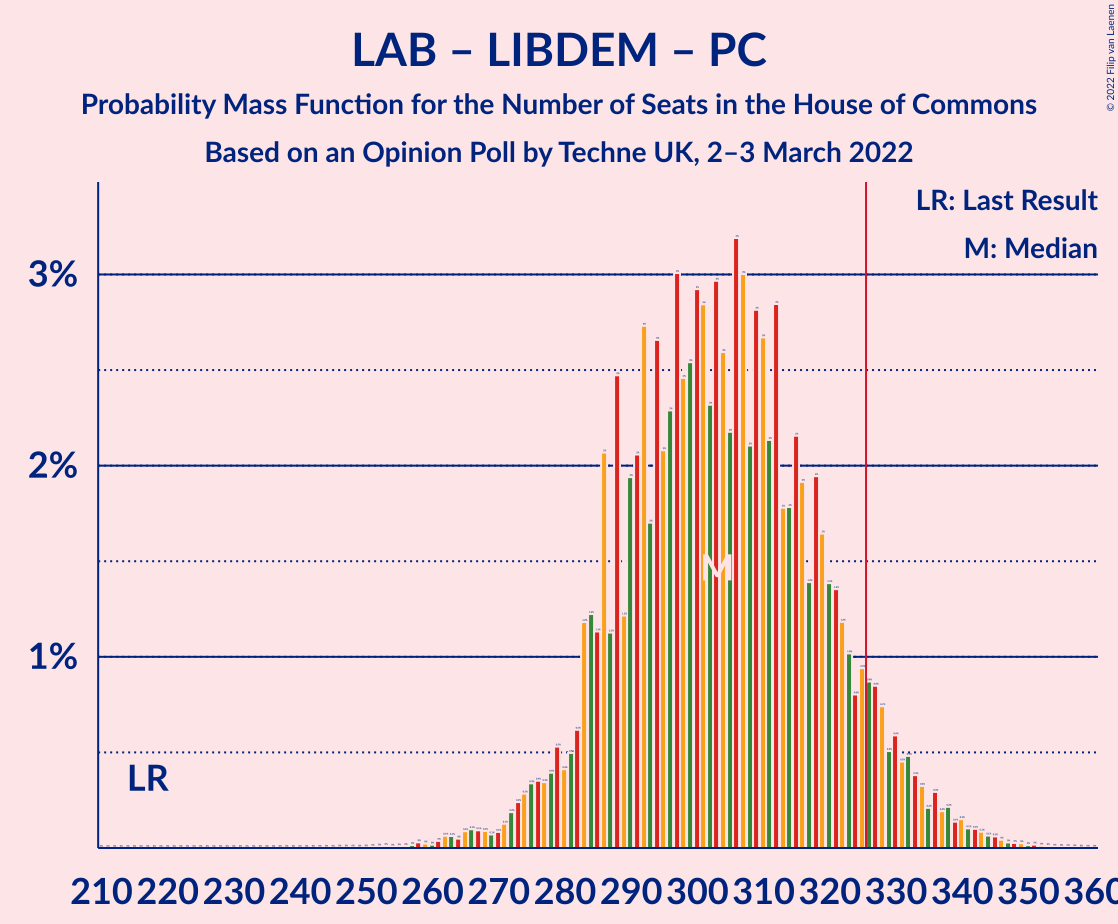 LAB – LIBDEM – PC
Probability Mass Function for the Number of Seats in the House of Commons
Based on an Opinion Poll by Techne UK, 2–3 March 2022
© 2022 Filip van Laenen
LR: Last Result
M: Median
3%
2%
1%
M
LR
210 220 230 240 250 260 270 280 290 300 310 320 330 340 350 360